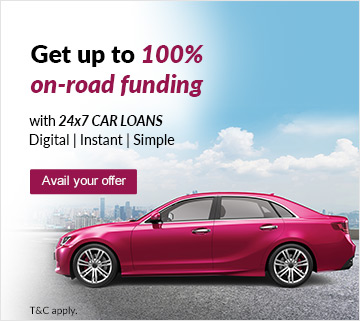 Get up to 100%
on-road funding
with 24x7 CAR LOANS
Digital | Instant | Simple
Avail your offer
T&C apply.